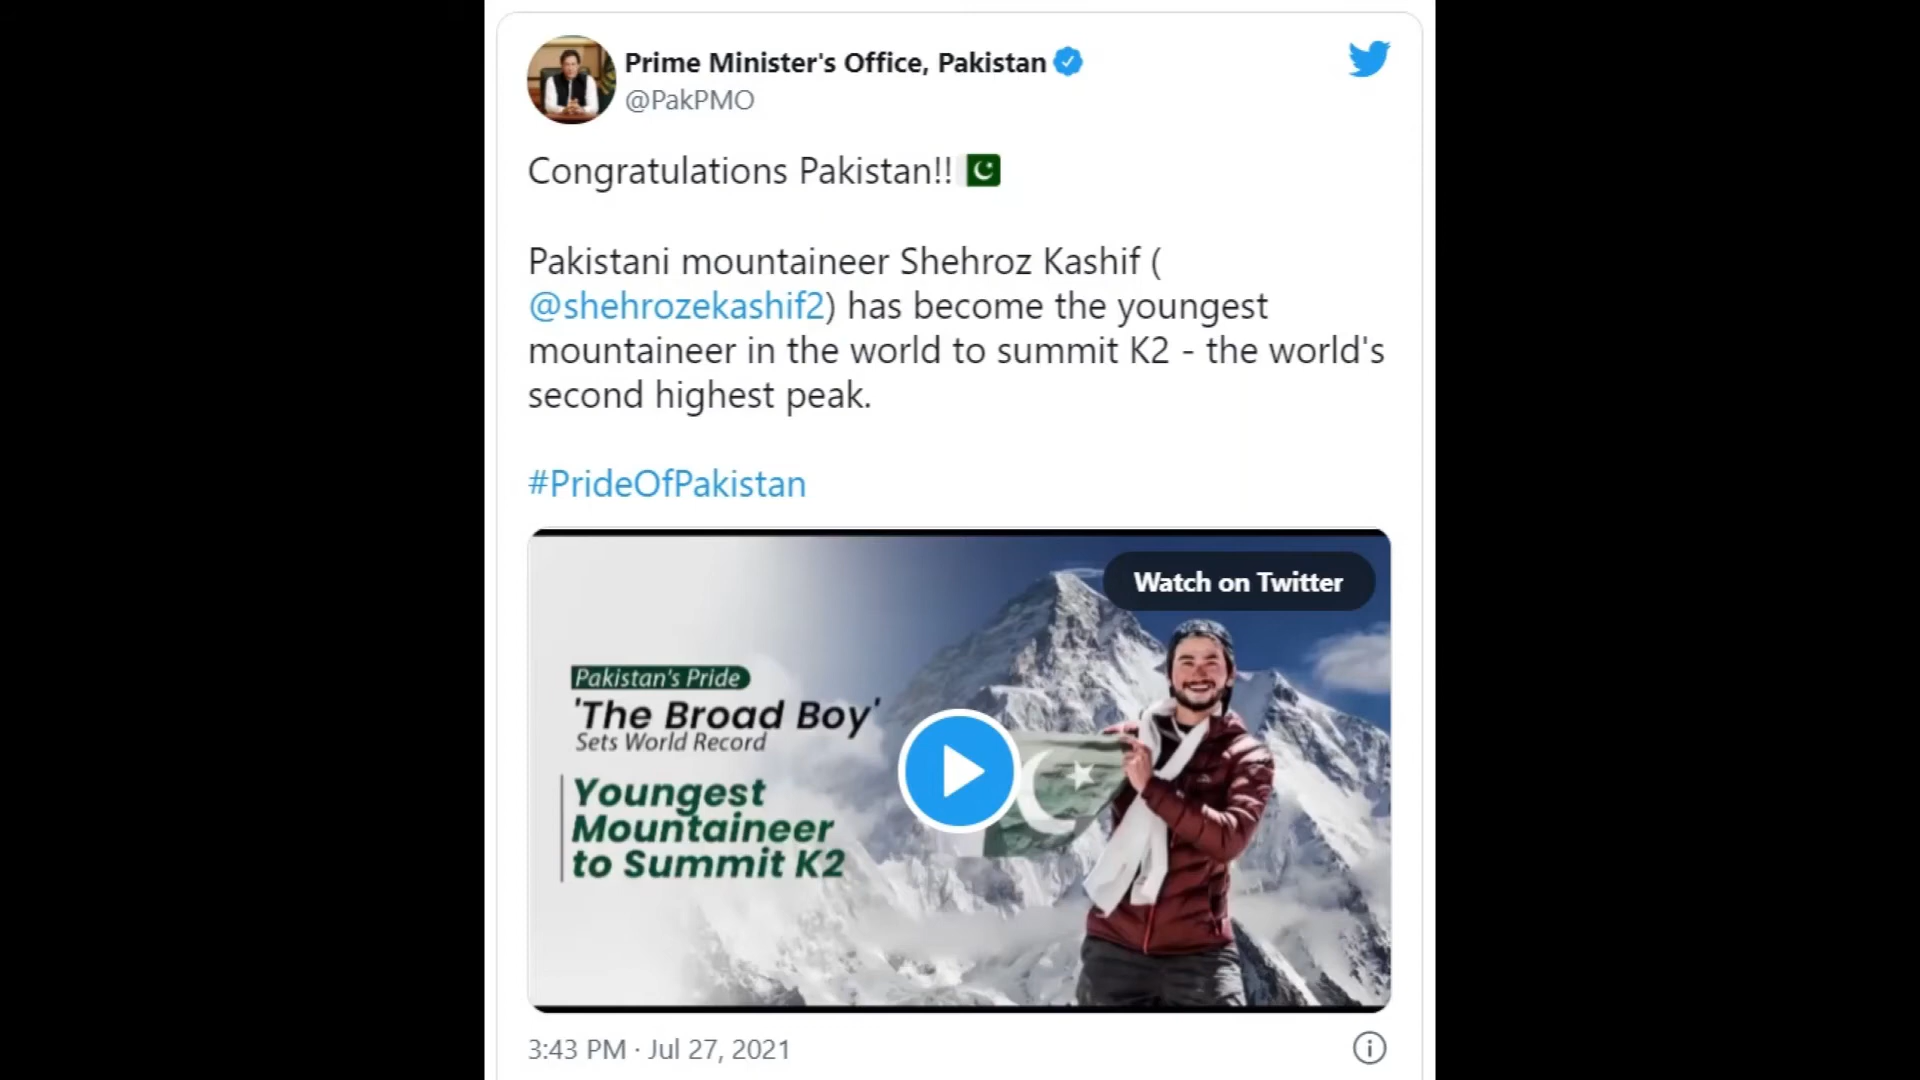 Prime Minister's Office, Pakistan
@PakPMO
Congratulations Pakistan!!
Pakistani mountaineer Shehroz Kashif (
@shehrozekashif2) has become the youngest
mountaineer in the world to summit K2 - the world's
second highest peak.
#PrideOfPakistan
Watch on Twitter
Pakistan's Pride
'The Broad Boy'
Sets World Record
Youngest
Mountaineer
to Summit K2
3:43 PM · Jul 27, 2021